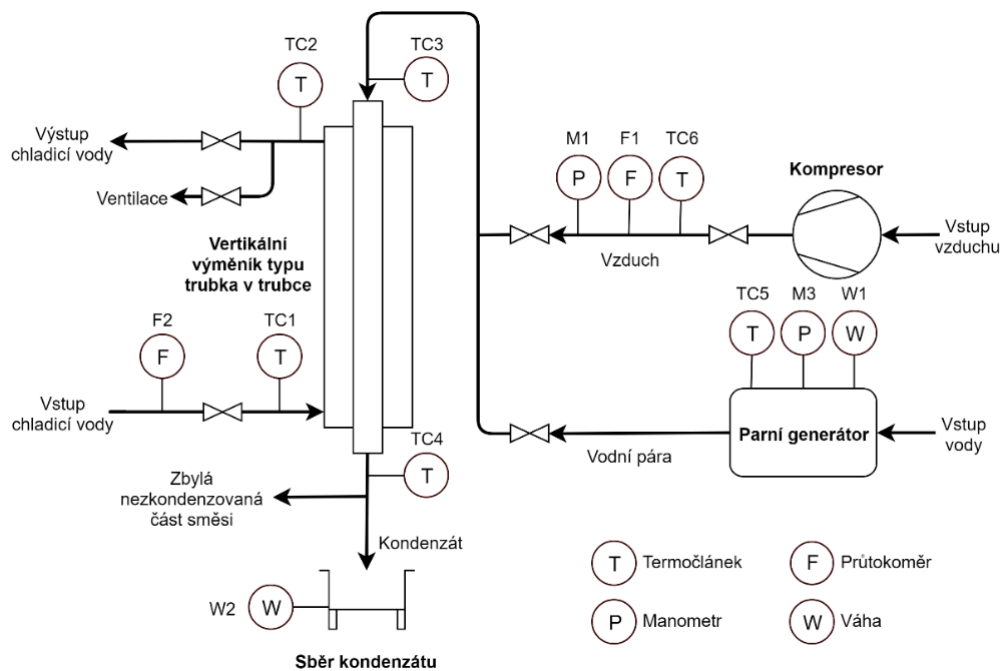 TC2
TC3
T
T
Výstup
chladicí vody
Ventilace
M1
F1
TC6
P
F
T
Kompresor
Vzduch
Vstup
vzduchu
Vertikální
výměník typu
trubka v trubce
F2
TC1
F
T
Vstup
chladicí vody
TC5
M3
W1
T
P
W
Parní generátor
Vstup
vody
Vodní pára
TC4
T
Zbylá
nezkondenzovaná
část směsi
Kondenzát
W2
W
Sběr kondenzátu
T
Termočlánek
F
Průtokoměr
P
Manometr
W
Váha